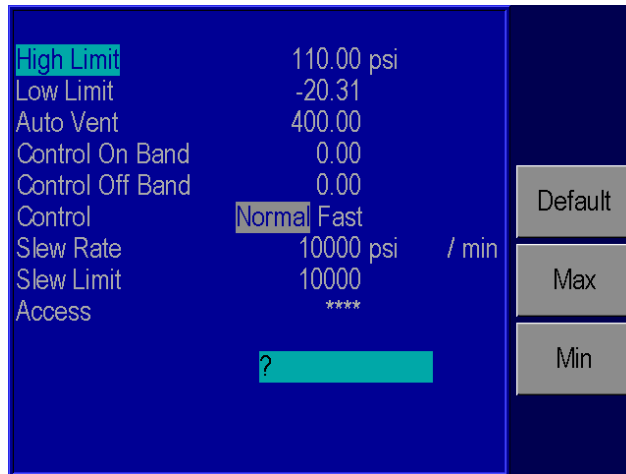 High Limit 110.00 psi
Low Limit -20.31
Auto Vent 400.00
Control On Band 0.00
Control Off Band 0.00
Control Normal Fast
Slew Rate 10000 psi / min
Slew Limit 10000
Access ****
?
Default
Max
Min